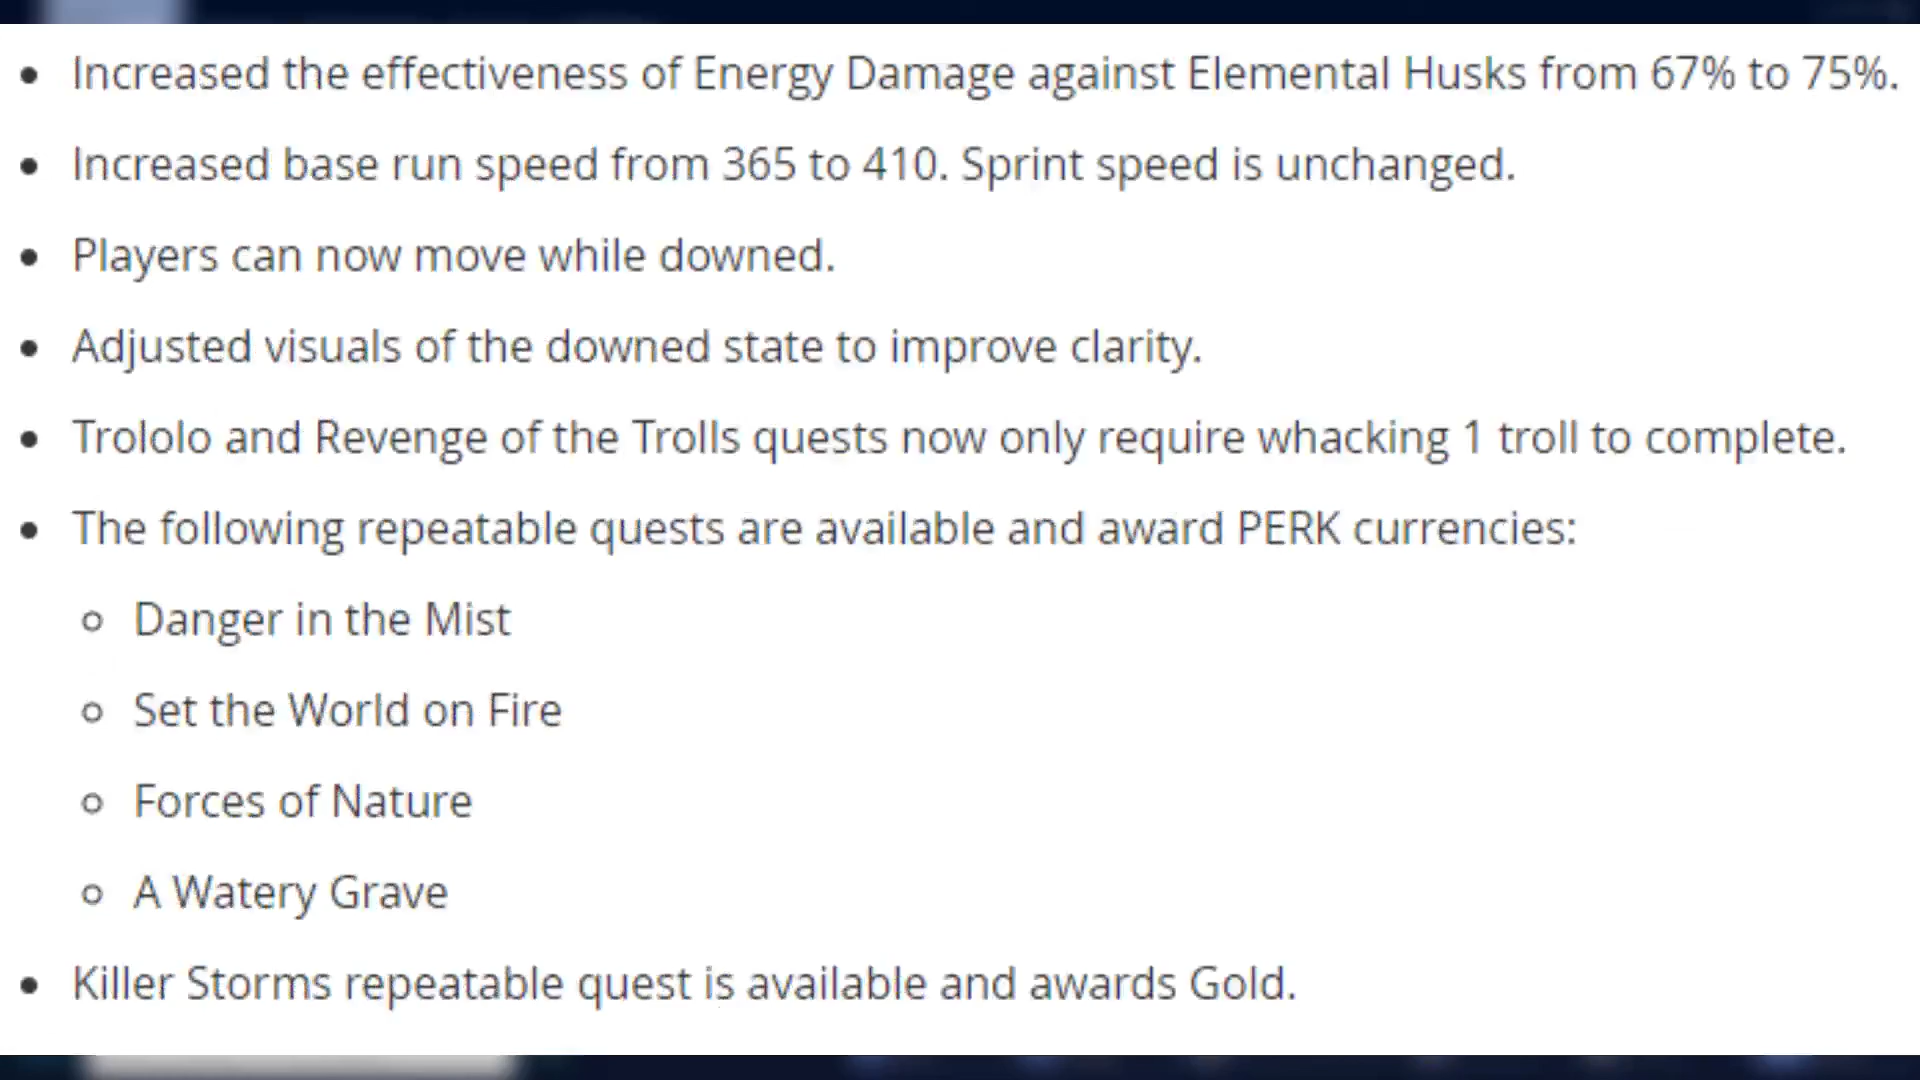 • Increased the effectiveness of Energy Damage against Elemental Husks from 67% to 75%.
• Increased base run speed from 365 to 410. Sprint speed is unchanged.
• Players can now move while downed.
• Adjusted visuals of the downed state to improve clarity.
• Trololo and Revenge of the Trolls quests now only require whacking 1 troll to complete.
• The following repeatable quests are available and award PERK currencies:
○ Danger in the Mist
○ Set the World on Fire
○ Forces of Nature
○ A Watery Grave
• Killer Storms repeatable quest is available and awards Gold.